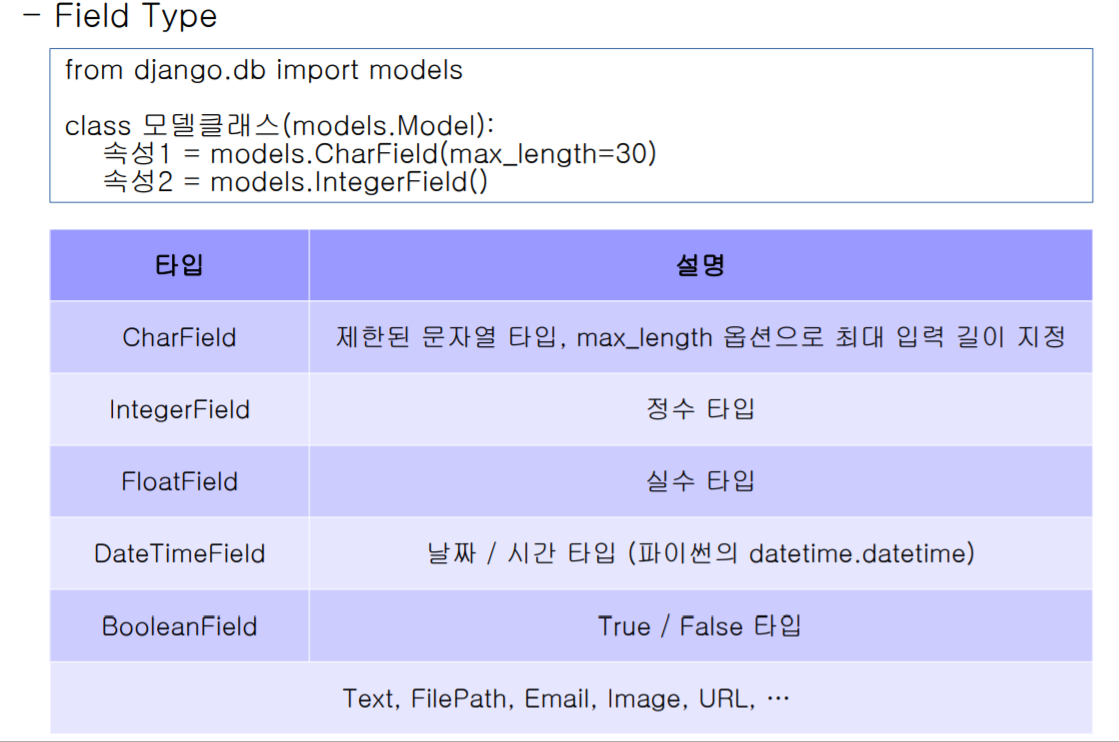 - Field Type
from django.db import models
class 모델클래스(models.Model):
속성1 = models.CharField(max_length=30)
속성2 = models.IntegerField()
타입 설명
CharField 제한된 문자열 타입, max_length 옵션으로 최대 입력 길이 지정
IntegerField 정수 타입
FloatField 실수 타입
DateTimeField 날짜 / 시간 타입 (파이썬의 datetime.datetime)
BooleanField True / False 타입
Text, FilePath, Email, Image, URL, …